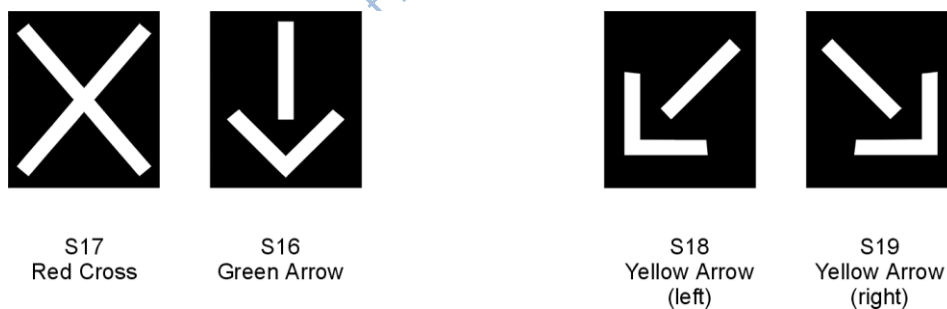 S17
Red Cross
S16
Green Arrow
S18
Yellow Arrow
(left)
S19
Yellow Arrow
(right)